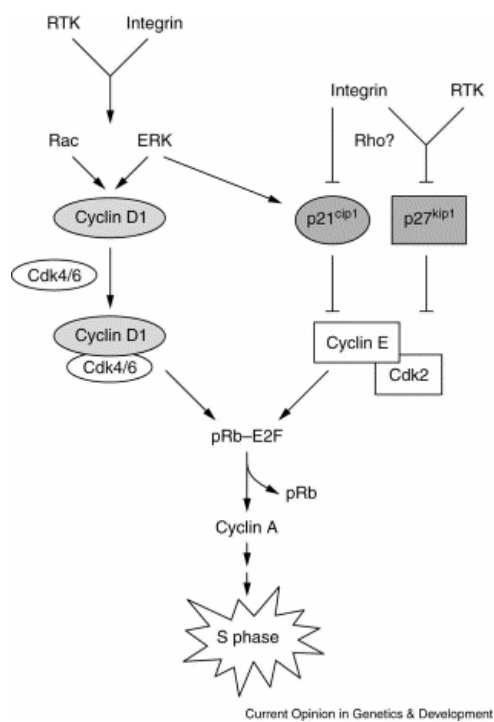 RTK Integrin
Integrin RTK
Rac ERK Rho?
Cyclin D1 p21cip1 p27kip1
Cdk4/6
Cyclin D1 Cyclin E
Cdk4/6 Cdk2
pRb–E2F
pRb
Cyclin A
S phase
Current Opinion in Genetics & Development